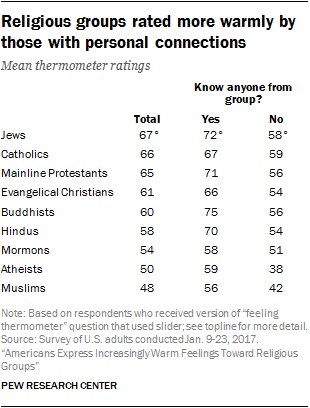 Religious groups rated more warmly by
those with personal connections
Mean thermometer ratings
Know anyone from
group?
Total Yes No
Jews 67° 72° 58°
Catholics 66 67 59
Mainline Protestants 65 71 56
Evangelical Christians 61 66 54
Buddhists 60 75 56
Hindus 58 70 54
Mormons 54 58 51
Atheists 50 59 38
Muslims 48 56 42
Note: Based on respondents who received version of “feeling
thermometer” question that used slider; see topline for more detail.
Source: Survey of U.S. adults conducted Jan. 9-23, 2017.
“Americans Express Increasingly Warm Feelings Toward Religious
Groups”
PEW RESEARCH CENTER